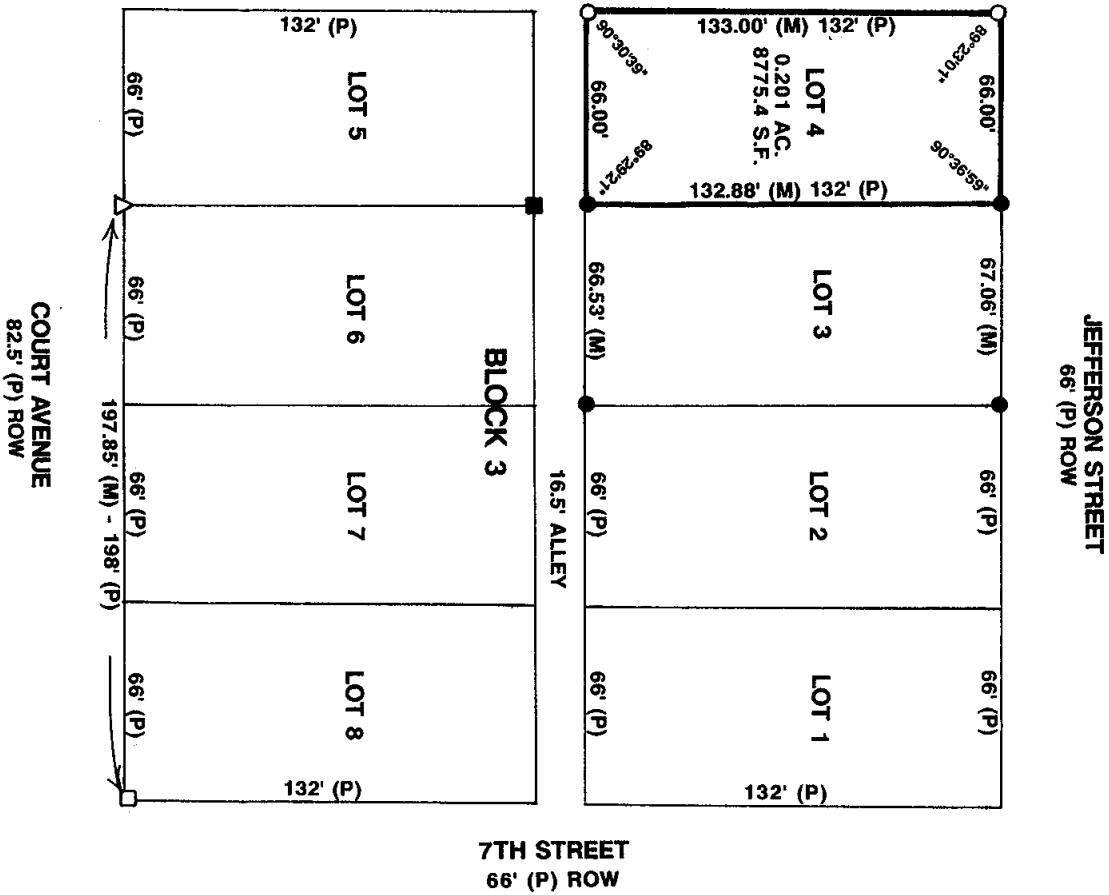 132' (P)
133.00' (M) 132' (P)
90°30'39"
89°23'01"
66' (P)
LOT 5
66.00'
LOT 4
0.201 AC.
8775.4 S.F.
66.00'
89°29'21"
90°36'59"
132.88' (M) 132' (P)
66' (P)
LOT 6
66.53' (M)
LOT 3
67.06' (M)
JEFFERSON STREET
66' (P) ROW
COURT AVENUE
82.5' (P) ROW
BLOCK 3
197.85' (M) - 198' (P)
66' (P)
LOT 7
16.5' ALLEY
66' (P)
LOT 2
66' (P)
66' (P)
LOT 8
66' (P)
LOT 1
66' (P)
132' (P)
132' (P)
7TH STREET
66' (P) ROW